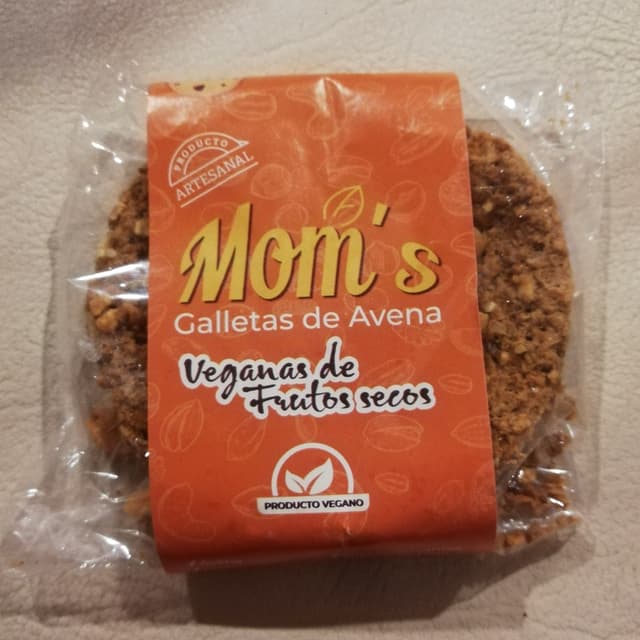 PRODUCTO
ARTESANAL
Mom's
Galletas de Avena
Veganas de
Frutos secos
PRODUCTO VEGANO